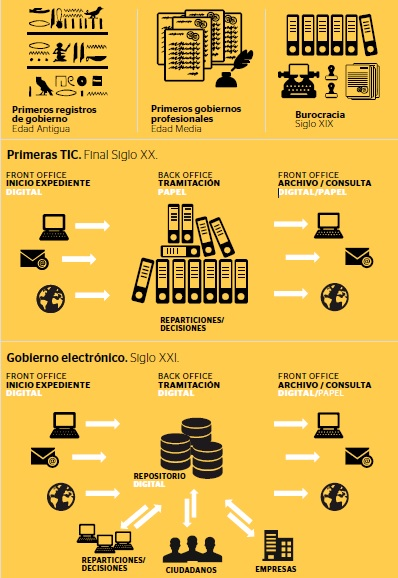 Primeros registros
de gobierno
Edad Antigua
Primeros gobiernos
profesionales
Edad Media
Burocracia
Siglo XIX
Primeras TIC. Final Siglo XX.
FRONT OFFICE
INICIO EXPEDIENTE
DIGITAL
BACK OFFICE
TRAMITACIÓN
PAPEL
FRONT OFFICE
ARCHIVO / CONSULTA
DIGITAL/PAPEL
REPARTICIONES/
DECISIONES
Gobierno electrónico. Siglo XXI.
FRONT OFFICE
INICIO EXPEDIENTE
DIGITAL
BACK OFFICE
TRAMITACIÓN
DIGITAL
FRONT OFFICE
ARCHIVO / CONSULTA
DIGITAL/PAPEL
REPOSITORIO
DIGITAL
REPARTICIONES/
DECISIONES
CIUDADANOS
EMPRESAS